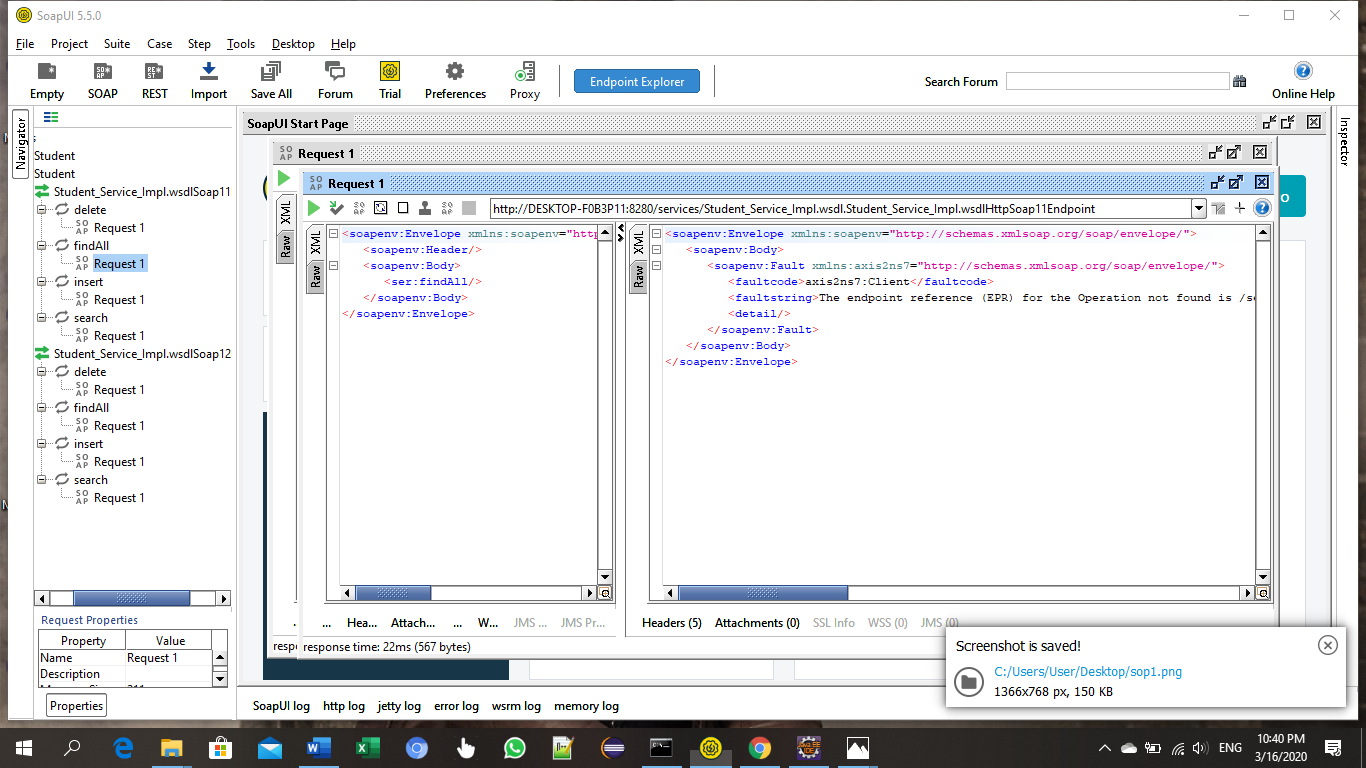 SoapUI 5.5.0
File Project Suite Case Step Tools Desktop Help
Empty SOAP REST Import Save All Forum Trial Preferences Proxy
Endpoint Explorer
Search Forum
Online Help
Navigator
Inspector
Student
Student
Student_Service_Impl.wsdlSoap11
delete
Request 1
findAll
Request 1
insert
Request 1
search
Request 1
Student_Service_Impl.wsdlSoap12
delete
Request 1
findAll
Request 1
insert
Request 1
search
Request 1
Request Properties
Property Value
Name Request 1
Description
Properties
SoapUI Start Page
Request 1
XML
Raw
Request 1
http://DESKTOP-F0B3P11:8280/services/Student_Service_Impl.wsdl.Student_Service_Impl.wsdlHttpSoap11Endpoint
XML
Raw
<soapenv:Envelope xmlns:soapenv="http
<soapenv:Header/>
<soapenv:Body>
<ser:findAll/>
</soapenv:Body>
</soapenv:Envelope>
XML
Raw
<soapenv:Envelope xmlns:soapenv="http://schemas.xmlsoap.org/soap/envelope/">
<soapenv:Body>
<soapenv:Fault xmlns:axis2ns7="http://schemas.xmlsoap.org/soap/envelope/">
<faultcode>axis2ns7:Client</faultcode>
<faultstring>The endpoint reference (EPR) for the Operation not found is /se
<detail/>
</soapenv:Fault>
</soapenv:Body>
</soapenv:Envelope>
... Hea... Attach... ... W... JMS ... JMS Pr...
Headers (5) Attachments (0) SSL Info WSS (0) JMS (0)
resp
response time: 22ms (567 bytes)
SoapUI log http log jetty log error log wsrm log memory log
Screenshot is saved!
C:/Users/User/Desktop/sop1.png
1366x768 px, 150 KB
ENG
10:40 PM
3/16/2020